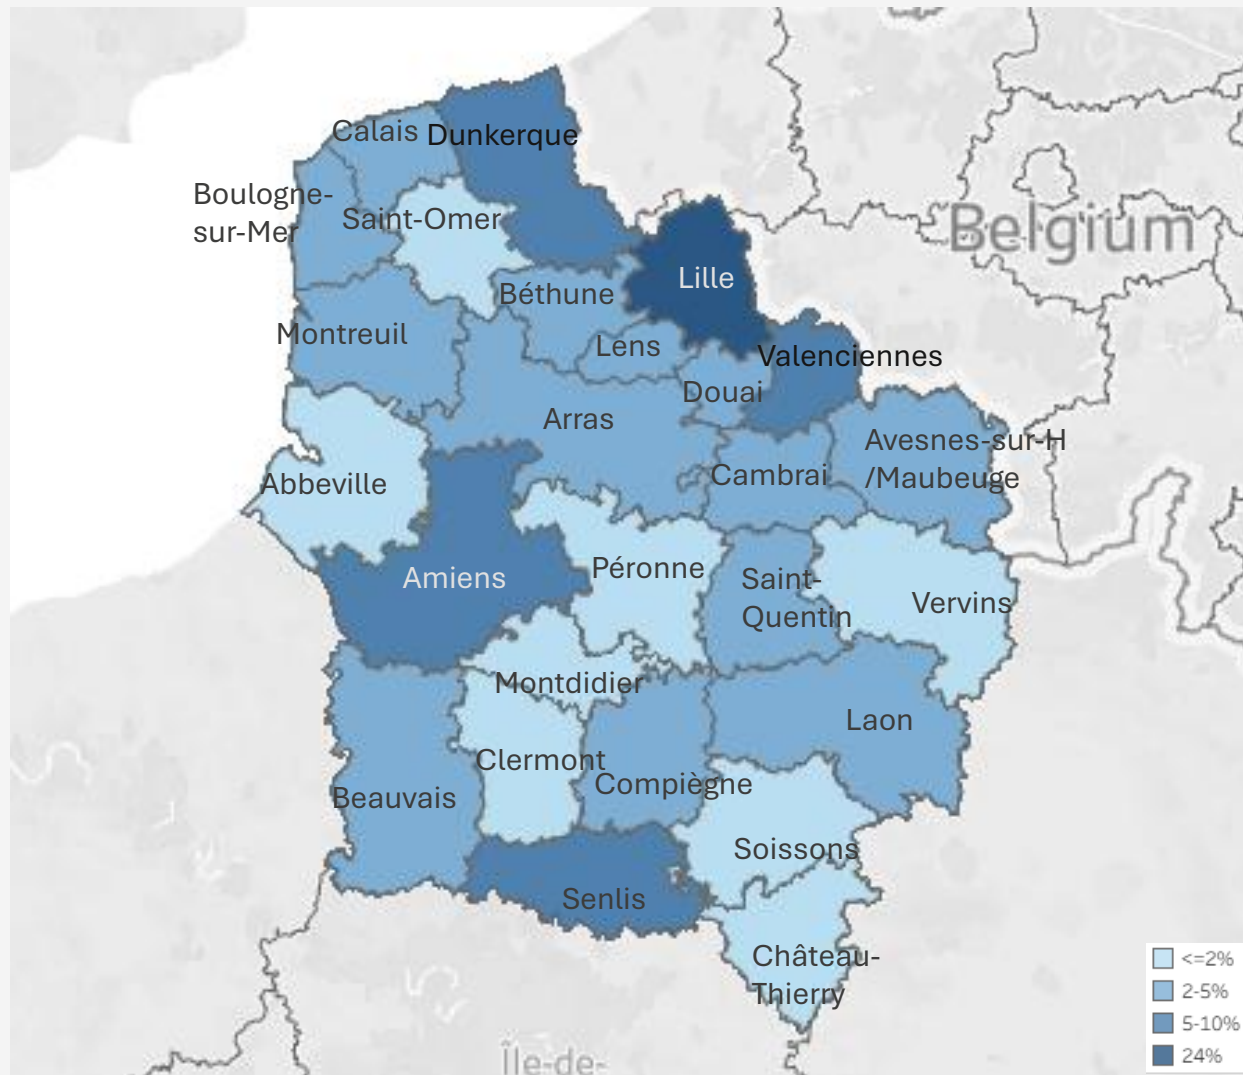 Calais
Dunkerque
Boulogne-
sur-Mer
Saint-Omer
Belgium
Lille
Béthune
Montreuil
Lens
Valenciennes
Douai
Arras
Avesnes-sur-H
/Maubeuge
Cambrai
Abbeville
Péronne
Amiens
Saint-
Quentin
Vervins
Montdidier
Laon
Clermont
Compiègne
Beauvais
Soissons
Senlis
Château-
Thierry
Île-de-
<=2%
2-5%
5-10%
24%